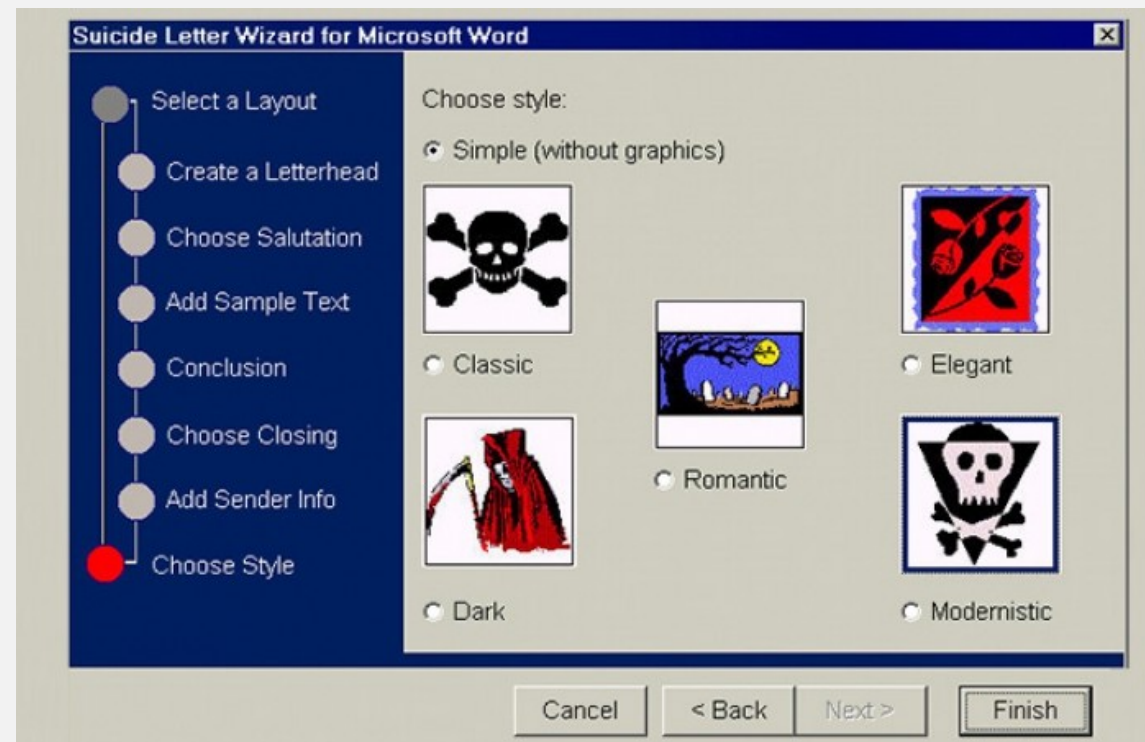 Suicide Letter Wizard for Microsoft Word
Select a Layout
Create a Letterhead
Choose Salutation
Add Sample Text
Conclusion
Choose Closing
Add Sender Info
Choose Style
Choose style:
Simple (without graphics)
Classic
Elegant
Romantic
Dark
Modernistic
Cancel
< Back
Next >
Finish